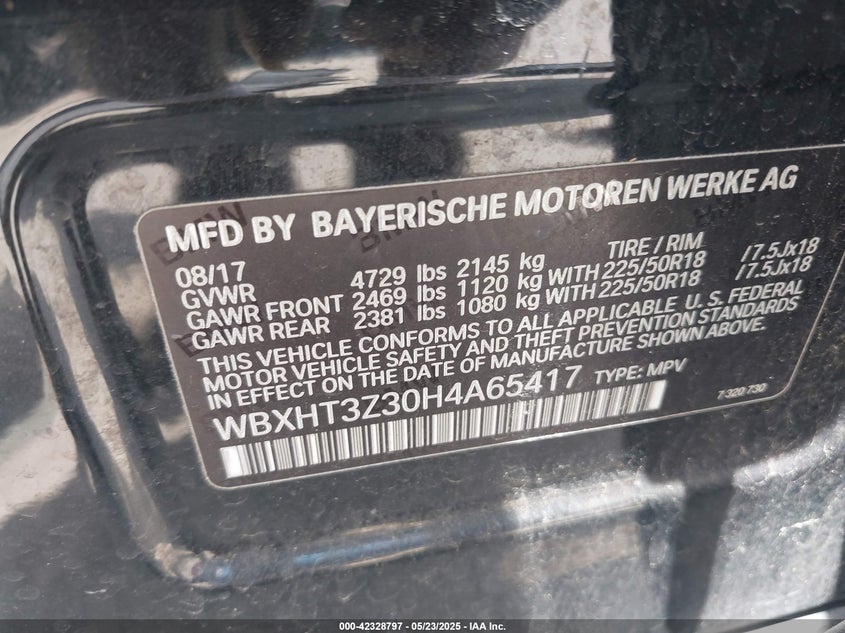 MFD BY BAYERISCHE MOTOREN WERKE AG
08/17 TIRE / RIM
GVWR 4729 lbs 2145 kg
GAWR FRONT 2469 lbs 1120 kg WITH 225/50R18 /7.5Jx18
GAWR REAR 2381 lbs 1080 kg WITH 225/50R18 /7.5Jx18
THIS VEHICLE CONFORMS TO ALL APPLICABLE U.S. FEDERAL
MOTOR VEHICLE SAFETY AND THEFT PREVENTION STANDARDS
IN EFFECT ON THE DATE OF MANUFACTURE SHOWN ABOVE.
WBXHT3Z30H4A65417 TYPE: MPV
7 320 730
000-42328797 - 05/23/2025 - IAA Inc.